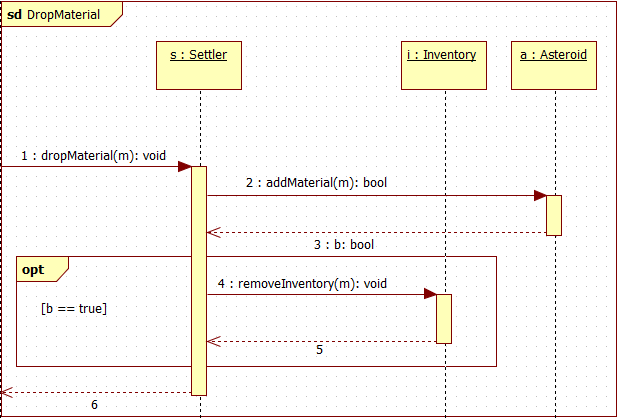 sd DropMaterial
s : Settler
i : Inventory
a : Asteroid
1 : dropMaterial(m): void
2 : addMaterial(m): bool
3 : b: bool
opt
4 : removeInventory(m): void
[b == true]
5
6